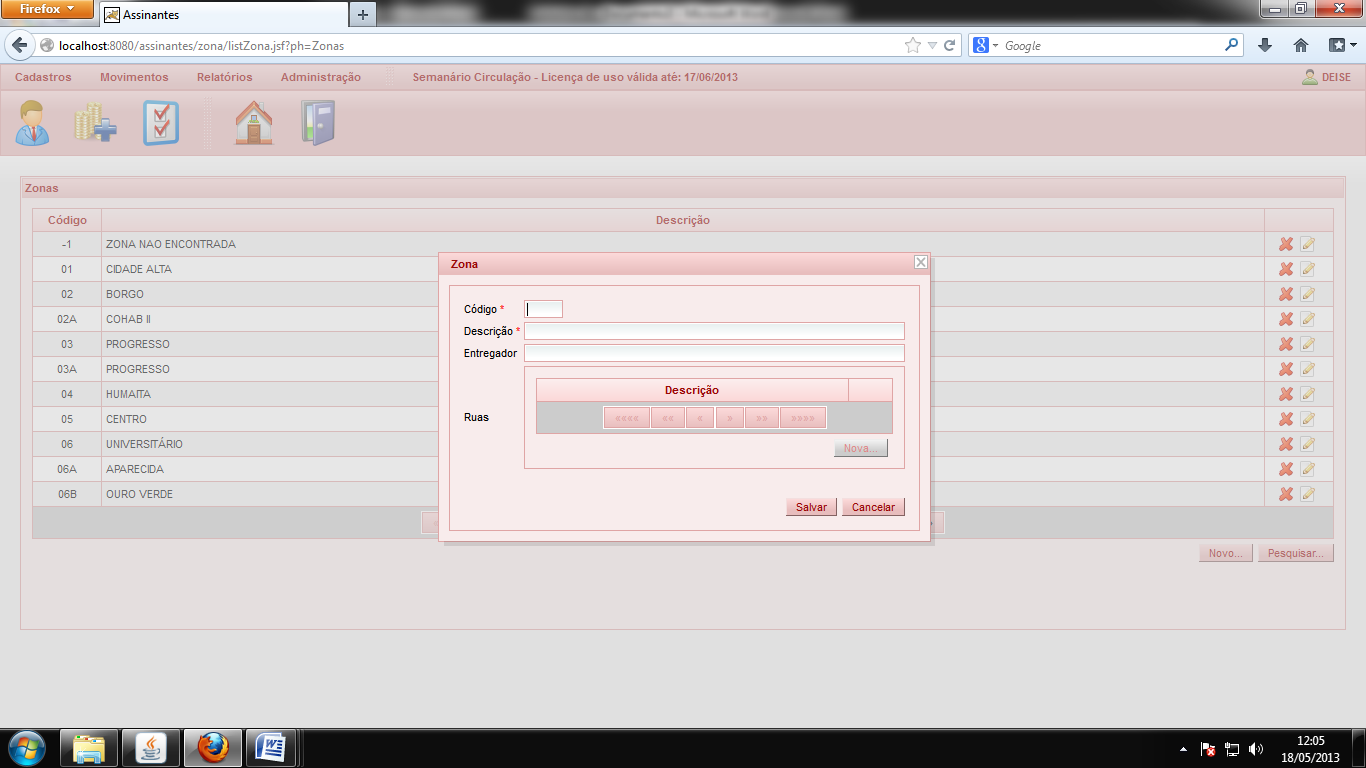 Firefox
Assinantes
localhost:8080/assinantes/zona/listZona.jsf?ph=Zonas
Google
Cadastros Movimentos Relatórios Administração Semanário Circulação - Licença de uso válida até: 17/06/2013 DEISE
Zonas
Código Descrição
-1 ZONA NAO ENCONTRADA
01 CIDADE ALTA
02 BORGO
02A COHAB II
03 PROGRESSO
03A PROGRESSO
04 HUMAITA
05 CENTRO
06 UNIVERSITÁRIO
06A APARECIDA
06B OURO VERDE
Novo... Pesquisar...
Zona
Código *
Descrição *
Entregador
Ruas
Descrição
«««« «« « » »» »»»»
Nova...
Salvar Cancelar
12:05
18/05/2013